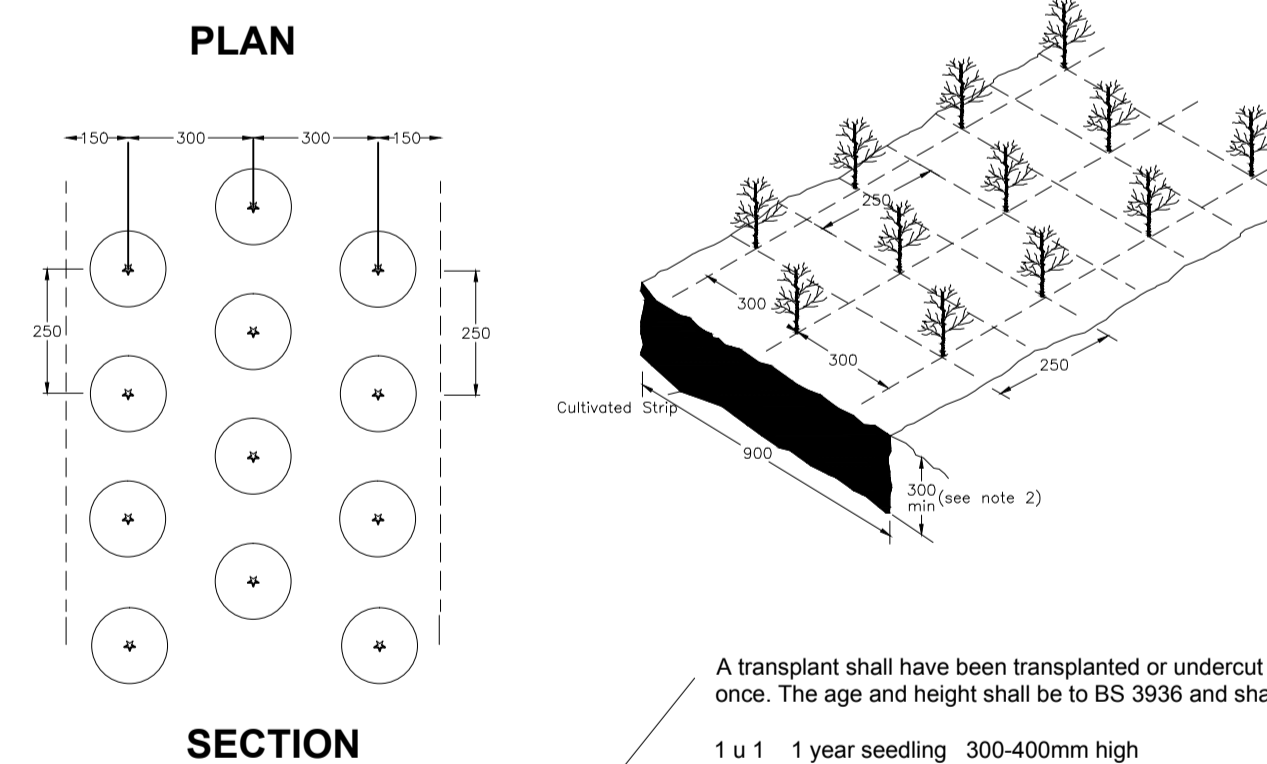 PLAN
150 300 300 150
250
250
250
300
300
250
Cultivated Strip
900
300
min (see note 2)
A transplant shall have been transplanted or undercut
once. The age and height shall be to BS 3936 and sha
SECTION
1 u 1 1 year seedling 300-400mm high